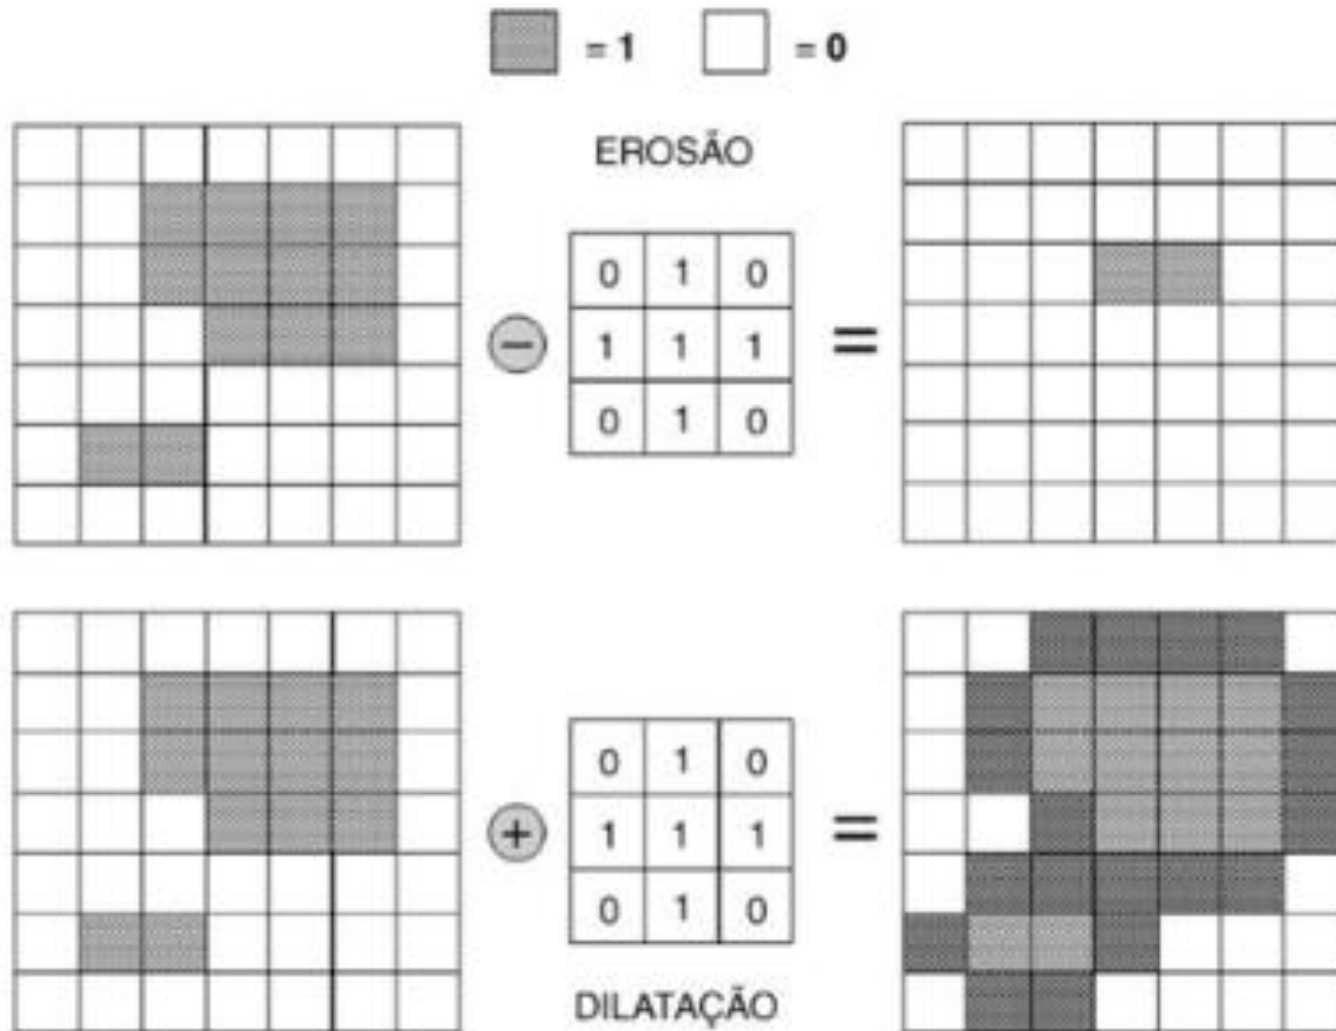 = 1 = 0
EROSÃO
0 1 0
− 1 1 1 =
0 1 0
0 1 0
+ 1 1 1 =
0 1 0
DILATAÇÃO